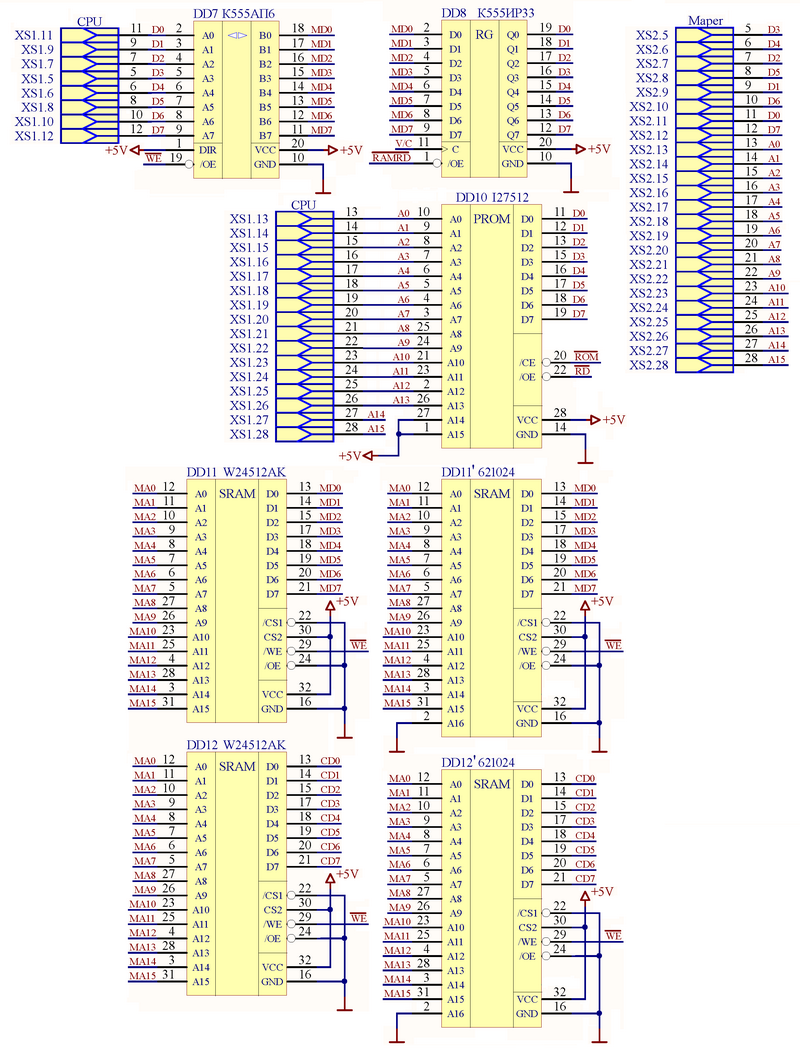 CPU
XS1.11 11 D0
XS1.9 9 D1
XS1.7 7 D2
XS1.5 5 D3
XS1.6 6 D4
XS1.8 8 D5
XS1.10 10 D6
XS1.12 12 D7
DD7 К555АП6
2 A0 B0 18 MD0
3 A1 B1 17 MD1
4 A2 B2 16 MD2
5 A3 B3 15 MD3
6 A4 B4 14 MD4
7 A5 B5 13 MD5
8 A6 B6 12 MD6
9 A7 B7 11 MD7
+5V 1 DIR VCC 20 +5V
WE 19 /OE GND 10
DD8 К555ИР33
RG
MD0 2 D0 Q0 19 D0
MD1 3 D1 Q1 18 D1
MD2 4 D2 Q2 17 D2
MD3 5 D3 Q3 16 D3
MD4 6 D4 Q4 15 D4
MD5 7 D5 Q5 14 D5
MD6 8 D6 Q6 13 D6
MD7 9 D7 Q7 12 D7
V/C 11 C VCC 20 +5V
RAMRD 1 /OE GND 10
Maper
XS2.5 5 D3
XS2.6 6 D4
XS2.7 7 D2
XS2.8 8 D5
XS2.9 9 D1
XS2.10 10 D6
XS2.11 11 D0
XS2.12 12 D7
XS2.13 13 A0
XS2.14 14 A1
XS2.15 15 A2
XS2.16 16 A3
XS2.17 17 A4
XS2.18 18 A5
XS2.19 19 A6
XS2.20 20 A7
XS2.21 21 A8
XS2.22 22 A9
XS2.23 23 A10
XS2.24 24 A11
XS2.25 25 A12
XS2.26 26 A13
XS2.27 27 A14
XS2.28 28 A15
CPU
XS1.13 13
XS1.14 14
XS1.15 15
XS1.16 16
XS1.17 17
XS1.18 18
XS1.19 19
XS1.20 20
XS1.21 21
XS1.22 22
XS1.23 23
XS1.24 24
XS1.25 25
XS1.26 26
XS1.27 27 A14
XS1.28 28 A15
+5V
DD10 I27512
PROM
A0 10 A0 D0 11 D0
A1 9 A1 D1 12 D1
A2 8 A2 D2 13 D2
A3 7 A3 D3 15 D3
A4 6 A4 D4 16 D4
A5 5 A5 D5 17 D5
A6 4 A6 D6 18 D6
A7 3 A7 D7 19 D7
A8 25 A8
A9 24 A9
A10 21 A10 /CE 20 ROM
A11 23 A11 /OE 22 RD
A12 2 A12
A13 26 A13
27 A14 VCC 28 +5V
1 A15 GND 14
DD11 W24512AK
SRAM
MA0 12 A0 D0 13 MD0
MA1 11 A1 D1 14 MD1
MA2 10 A2 D2 15 MD2
MA3 9 A3 D3 17 MD3
MA4 8 A4 D4 18 MD4
MA5 7 A5 D5 19 MD5
MA6 6 A6 D6 20 MD6
MA7 5 A7 D7 21 MD7
MA8 27 A8 +5V
MA9 26 A9 /CS1 22
MA10 23 A10 CS2 30
MA11 25 A11 /WE 29 WE
MA12 4 A12 /OE 24
MA13 28 A13
MA14 3 A14 VCC 32
MA15 31 A15 GND 16
DD11' 621024
SRAM
MA0 12 A0 D0 13 MD0
MA1 11 A1 D1 14 MD1
MA2 10 A2 D2 15 MD2
MA3 9 A3 D3 17 MD3
MA4 8 A4 D4 18 MD4
MA5 7 A5 D5 19 MD5
MA6 6 A6 D6 20 MD6
MA7 5 A7 D7 21 MD7
MA8 27 A8 +5V
MA9 26 A9 /CS1 22
MA10 23 A10 CS2 30
MA11 25 A11 /WE 29 WE
MA12 4 A12 /OE 24
MA13 28 A13
MA14 3 A14
MA15 31 A15 VCC 32
2 A16 GND 16
DD12 W24512AK
SRAM
MA0 12 A0 D0 13 CD0
MA1 11 A1 D1 14 CD1
MA2 10 A2 D2 15 CD2
MA3 9 A3 D3 17 CD3
MA4 8 A4 D4 18 CD4
MA5 7 A5 D5 19 CD5
MA6 6 A6 D6 20 CD6
MA7 5 A7 D7 21 CD7
MA8 27 A8 +5V
MA9 26 A9 /CS1 22
MA10 23 A10 CS2 30
MA11 25 A11 /WE 29 WE
MA12 4 A12 /OE 24
MA13 28 A13
MA14 3 A14 VCC 32
MA15 31 A15 GND 16
DD12' 621024
SRAM
MA0 12 A0 D0 13 CD0
MA1 11 A1 D1 14 CD1
MA2 10 A2 D2 15 CD2
MA3 9 A3 D3 17 CD3
MA4 8 A4 D4 18 CD4
MA5 7 A5 D5 19 CD5
MA6 6 A6 D6 20 CD6
MA7 5 A7 D7 21 CD7
MA8 27 A8 +5V
MA9 26 A9 /CS1 22
MA10 23 A10 CS2 30
MA11 25 A11 /WE 29 WE
MA12 4 A12 /OE 24
MA13 28 A13
MA14 3 A14
MA15 31 A15 VCC 32
2 A16 GND 16